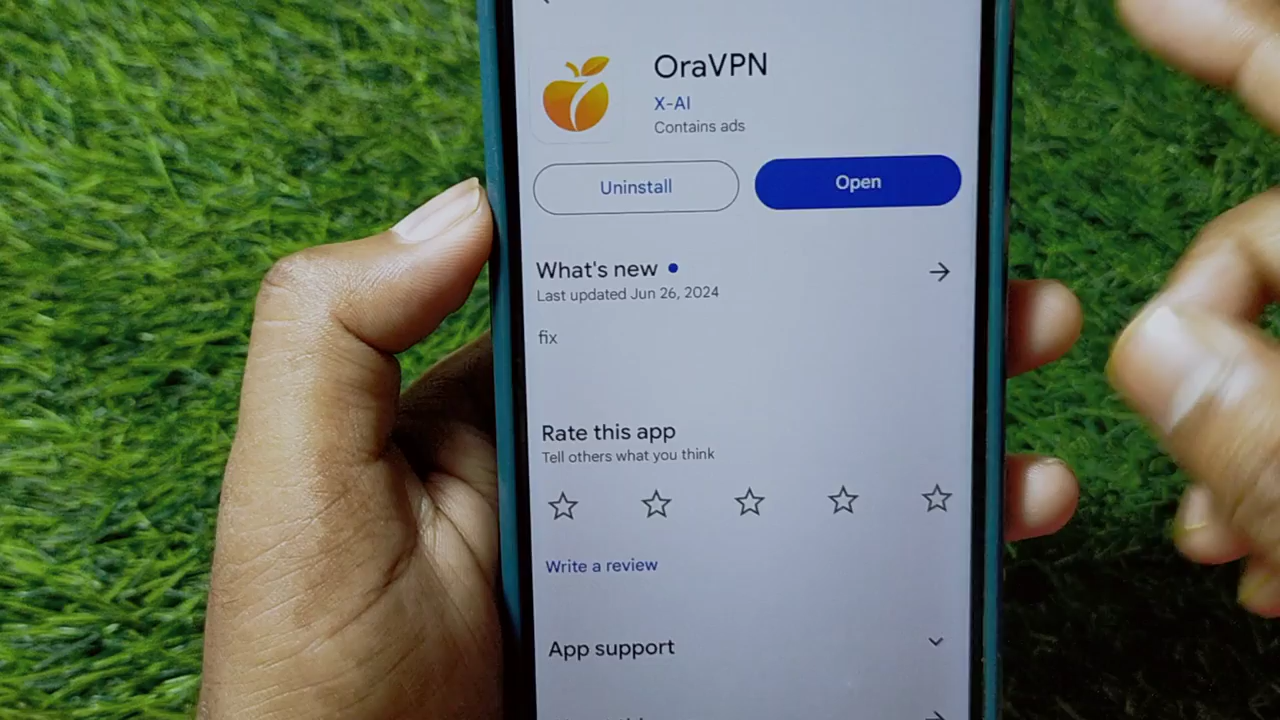 OraVPN
X-AI
Contains ads
Uninstall
Open
What's new
Last updated Jun 26, 2024
fix
Rate this app
Tell others what you think
Write a review
App support